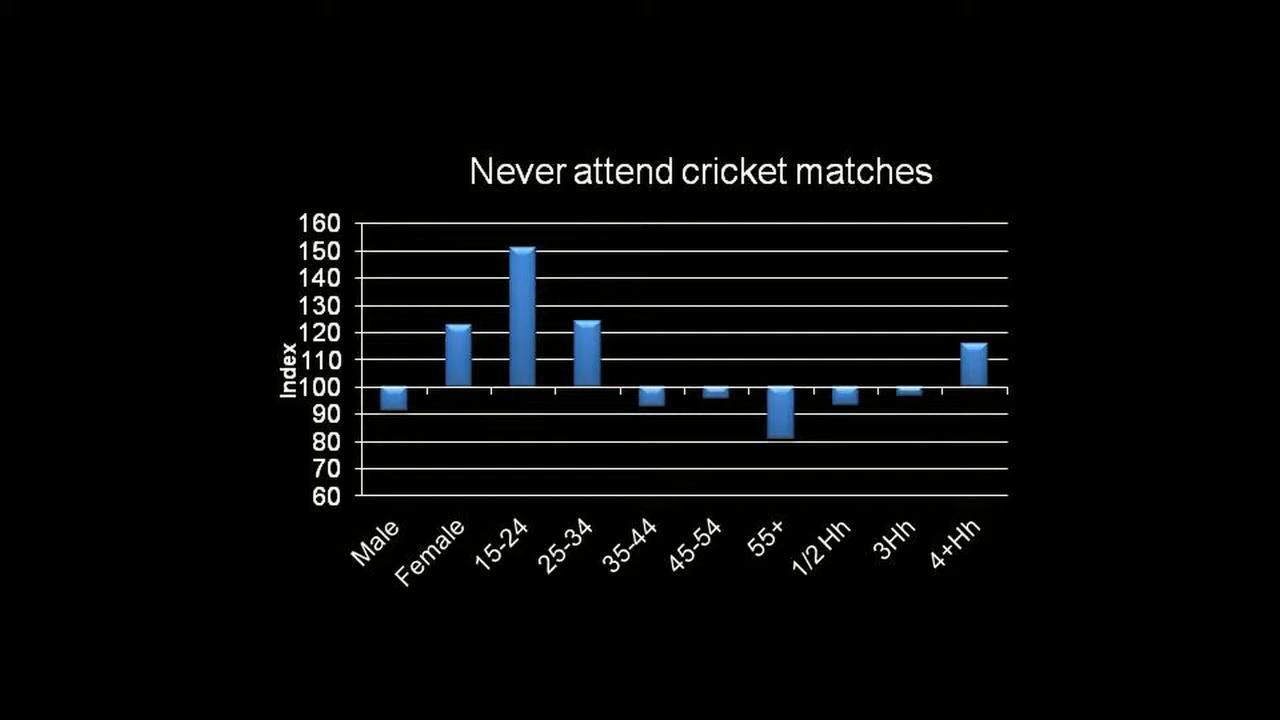 Never attend cricket matches
160
150
140
130
120
110
100
90
80
70
60
Index
Male
Female
15-24
25-34
35-44
45-54
55+
1/2 Hh
3Hh
4+Hh